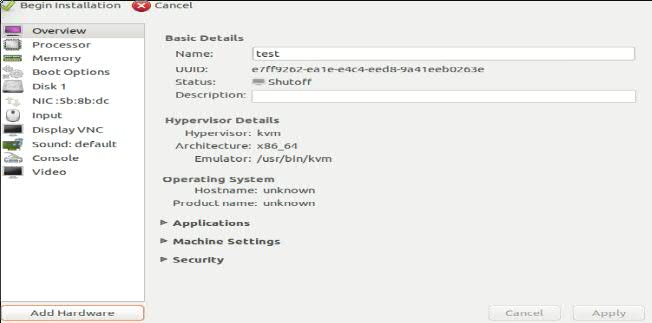 Begin Installation Cancel
Overview
Processor
Memory
Boot Options
Disk 1
NIC :5b:8b:dc
Input
Display VNC
Sound: default
Console
Video
Add Hardware
Basic Details
Name: test
UUID: e7ff9262-ea1e-e4c4-eed8-9a41eeb0263e
Status: Shutoff
Description:
Hypervisor Details
Hypervisor: kvm
Architecture: x86_64
Emulator: /usr/bin/kvm
Operating System
Hostname: unknown
Product name: unknown
Applications
Machine Settings
Security
Cancel Apply